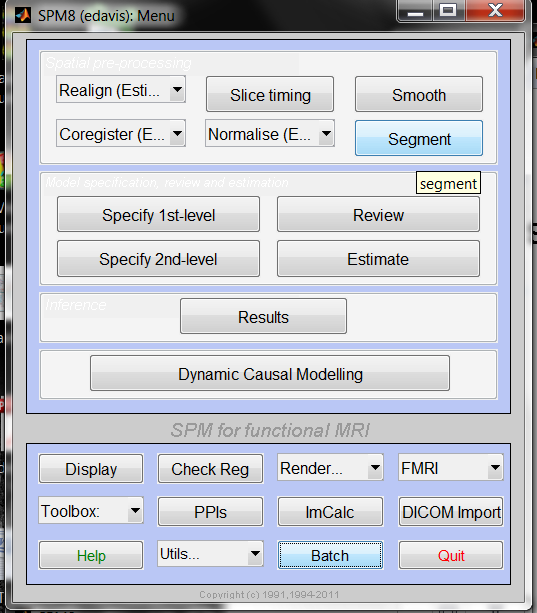 SPM8 (edavis): Menu
Spatial pre-processing
Realign (Esti...
Slice timing
Smooth
Coregister (E...
Normalise (E...
Segment
segment
Model specification, review and estimation
Specify 1st-level
Review
Specify 2nd-level
Estimate
Inference
Results
Dynamic Causal Modelling
SPM for functional MRI
Display
Check Reg
Render...
FMRI
Toolbox:
PPIs
ImCalc
DICOM Import
Help
Utils...
Batch
Quit
Copyright (c) 1991,1994-2011